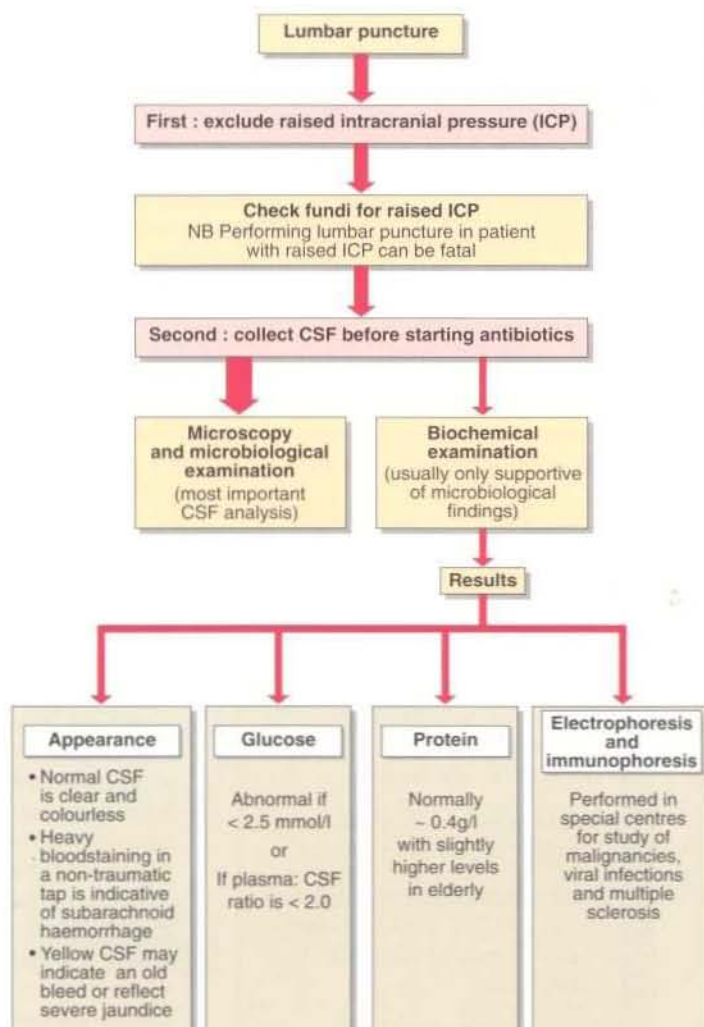 Lumbar puncture
First : exclude raised intracranial pressure (ICP)
Check fundi for raised ICP
NB Performing lumbar puncture in patient
with raised ICP can be fatal
Second : collect CSF before starting antibiotics
Microscopy
and microbiological
examination
(most important
CSF analysis)
Biochemical
examination
(usually only supportive
of microbiological
findings)
Results
Appearance
• Normal CSF
is clear and
colourless
• Heavy
bloodstaining in
a non-traumatic
tap is indicative
of subarachnoid
haemorrhage
• Yellow CSF may
indicate an old
bleed or reflect
severe jaundice
Glucose
Abnormal if
< 2.5 mmol/l
or
If plasma: CSF
ratio is < 2.0
Protein
Normally
~ 0.4g/l
with slightly
higher levels
in elderly
Electrophoresis
and
immunophoresis
Performed in
special centres
for study of
malignancies,
viral infections
and multiple
sclerosis